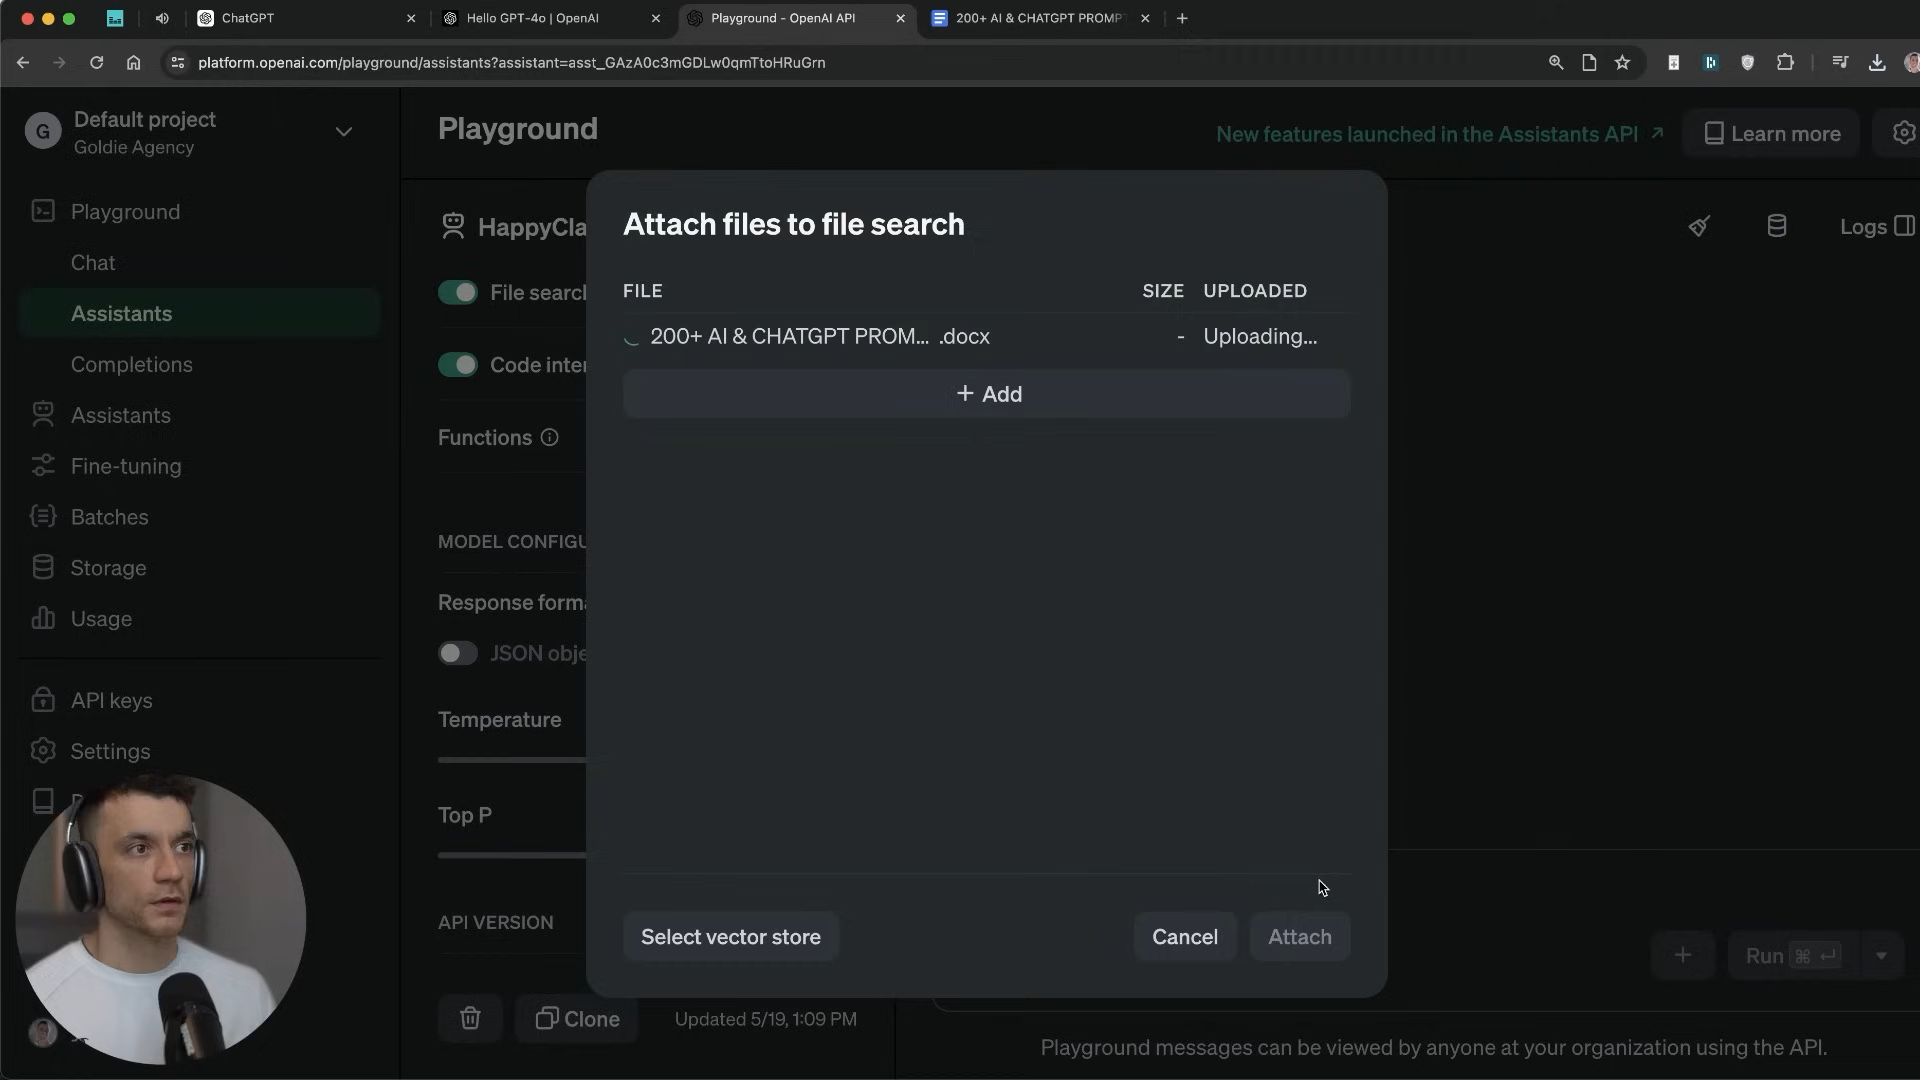 ChatGPT
Hello GPT-4o | OpenAI
Playground - OpenAI API
200+ AI & CHATGPT PROMP
platform.openai.com/playground/assistants?assistant=asst_GAzA0c3mGDLw0qmTtoHRuGrn
G
Default project
Goldie Agency
Playground
New features launched in the Assistants API
Learn more
Playground
Chat
Assistants
Completions
Assistants
Fine-tuning
Batches
Storage
Usage
API keys
Settings
HappyCla
Logs
File search
Code inter
Functions
MODEL CONFIGU
Response forma
JSON obje
Temperature
Top P
API VERSION
Clone
Updated 5/19, 1:09 PM
Attach files to file search
FILE SIZE UPLOADED
200+ AI & CHATGPT PROM... .docx - Uploading...
+ Add
Select vector store
Cancel
Attach
Run ⌘ ↵
Playground messages can be viewed by anyone at your organization using the API.